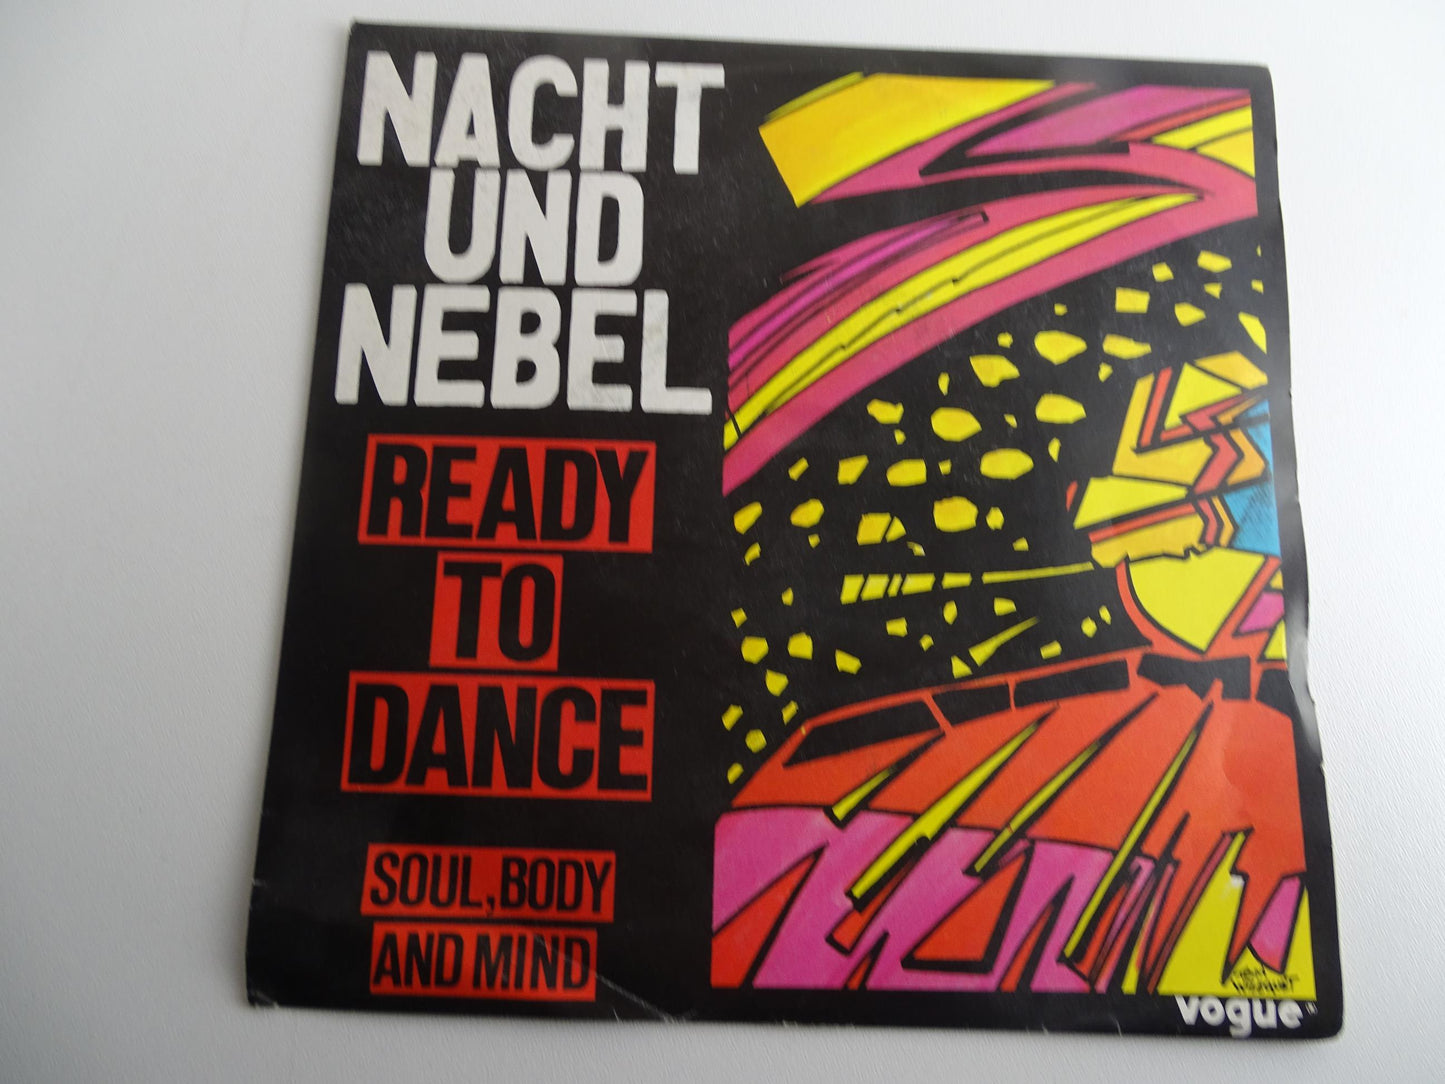 NACHT
UND
NEBEL
READY
TO
DANCE
SOUL, BODY
AND MIND
vogue